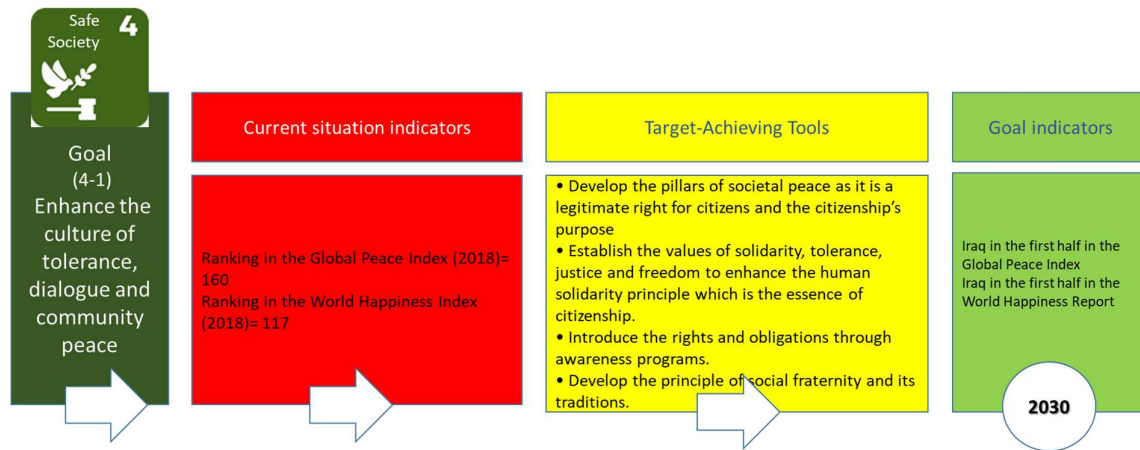 Safe
Society
4
Goal
(4-1)
Enhance the
culture of
tolerance,
dialogue and
community
peace
Current situation indicators
Ranking in the Global Peace Index (2018)=
160
Ranking in the World Happiness Index
(2018)= 117
Target-Achieving Tools
• Develop the pillars of societal peace as it is a
legitimate right for citizens and the citizenship’s
purpose
• Establish the values of solidarity, tolerance,
justice and freedom to enhance the human
solidarity principle which is the essence of
citizenship.
• Introduce the rights and obligations through
awareness programs.
• Develop the principle of social fraternity and its
traditions.
Goal indicators
Iraq in the first half in the
Global Peace Index
Iraq in the first half in the
World Happiness Report
2030